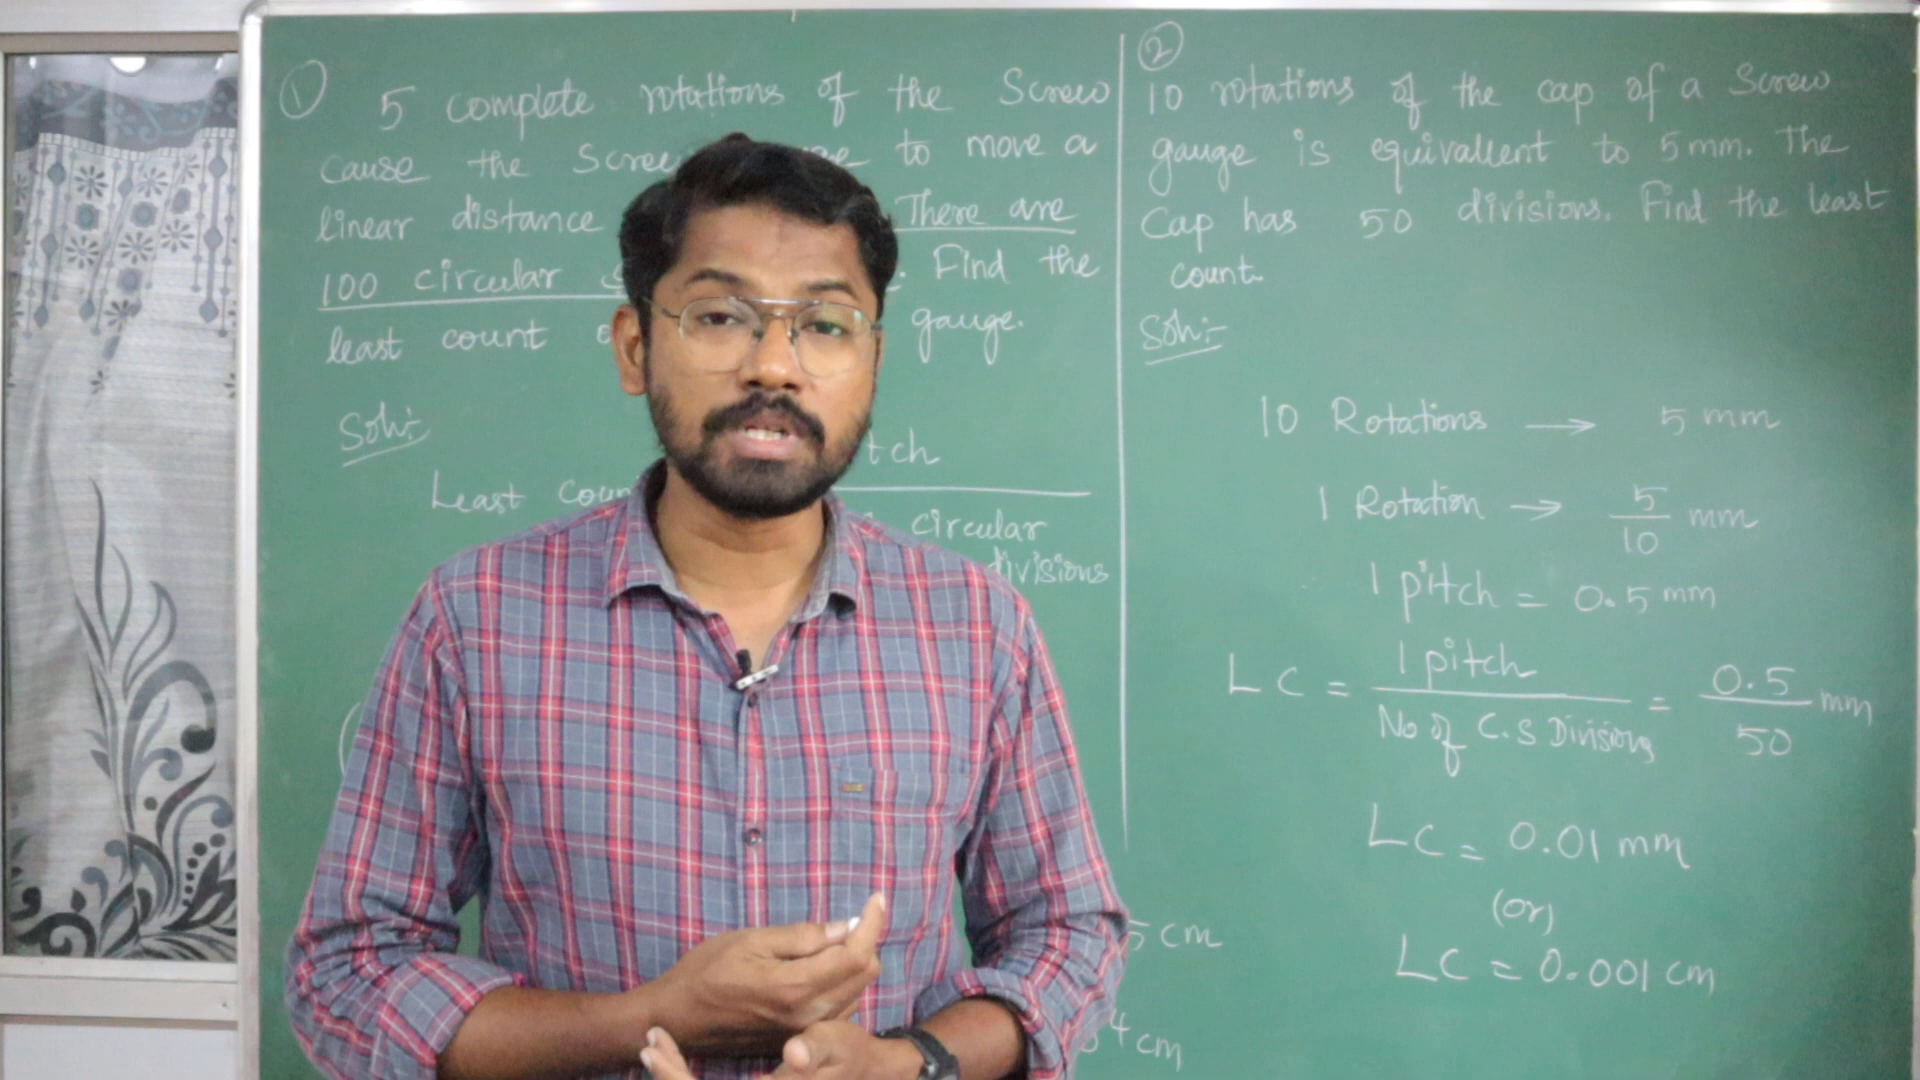 ①
5 complete rotations of the Screw
cause the to move a
linear distance There are
100 circular . Find the
least count gauge.
Soln:-
Least
circular
divisions
5 cm
4 cm
②
10 rotations of the cap of a Screw
gauge is equivallent to 5mm. The
Cap has 50 divisions. Find the least
count.
Soln:-
10 Rotations → 5 mm
1 Rotation → 5/10 mm
1 pitch = 0.5 mm
LC = 1 pitch / No of C.S Divisions = 0.5/50 mm
LC = 0.01 mm
(or)
LC = 0.001 cm